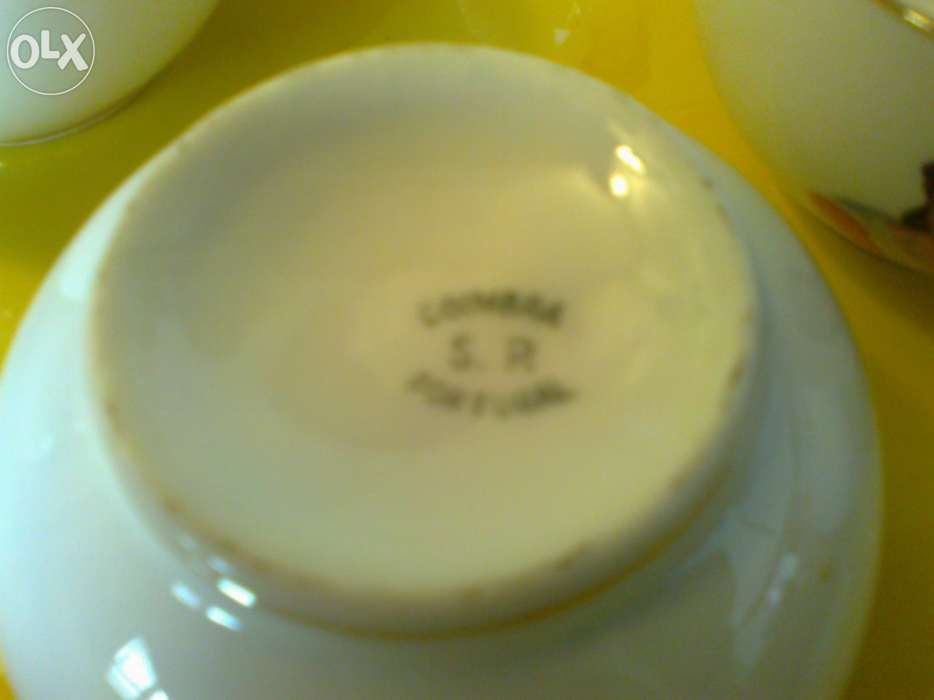 OLX
COIMBRA
S. P.
PORTUGAL